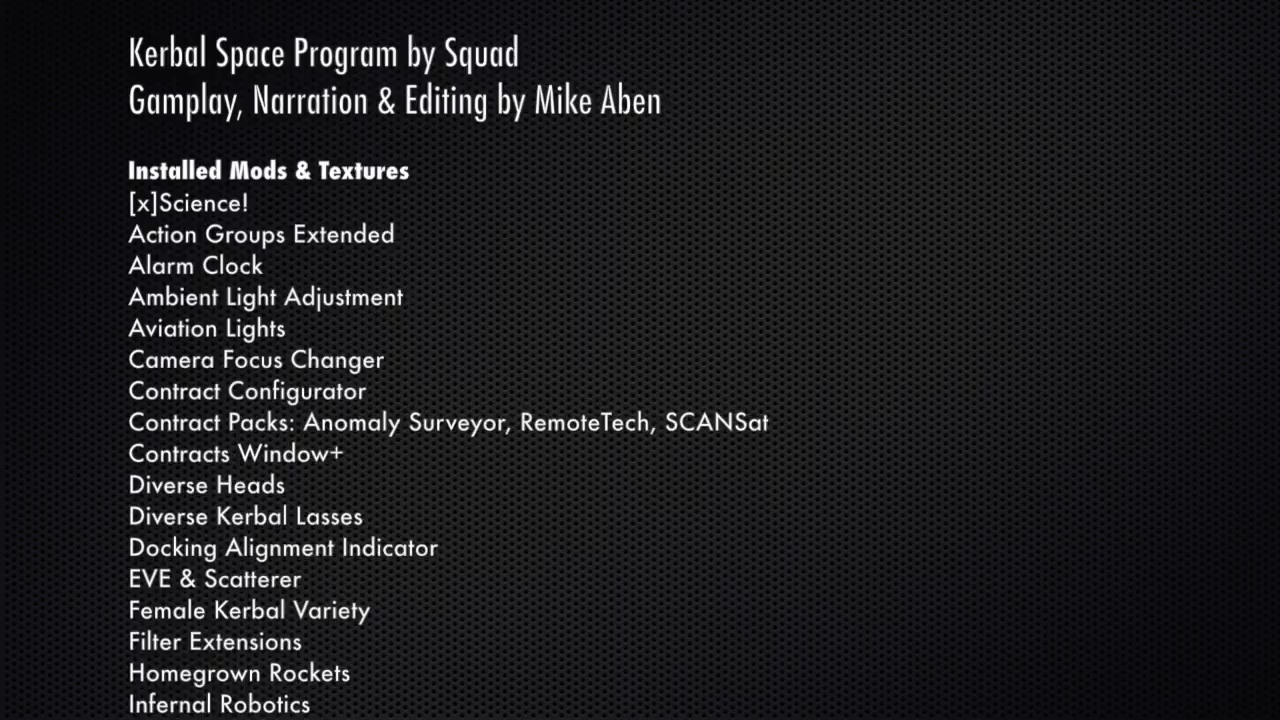 Kerbal Space Program by Squad
Gamplay, Narration & Editing by Mike Aben
Installed Mods & Textures
[x]Science!
Action Groups Extended
Alarm Clock
Ambient Light Adjustment
Aviation Lights
Camera Focus Changer
Contract Configurator
Contract Packs: Anomaly Surveyor, RemoteTech, SCANSat
Contracts Window+
Diverse Heads
Diverse Kerbal Lasses
Docking Alignment Indicator
EVE & Scatterer
Female Kerbal Variety
Filter Extensions
Homegrown Rockets
Infernal Robotics